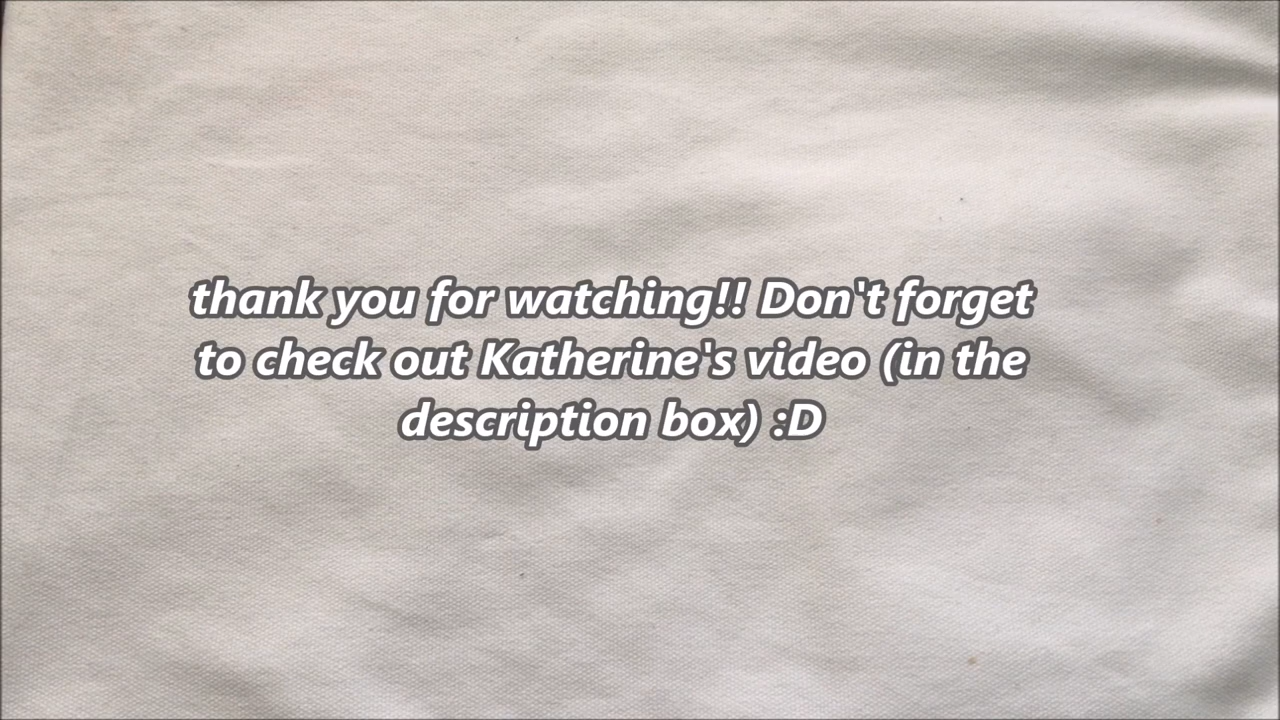 thank you for watching!! Don't forget
to check out Katherine's video (in the
description box) :D